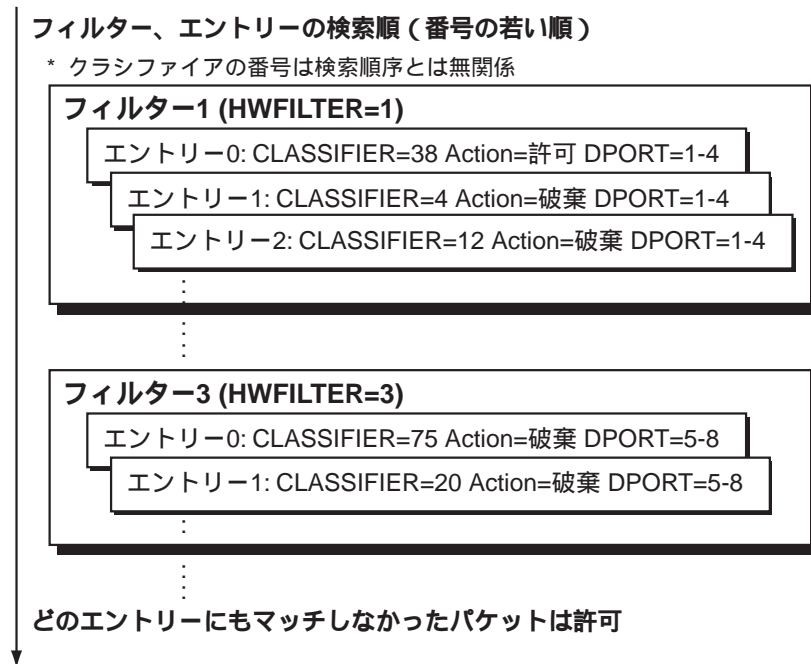 フィルター、エントリーの検索順（番号の若い順）
* クラシファイアの番号は検索順序とは無関係
フィルター1 (HWFILTER=1)
エントリー0: CLASSIFIER=38 Action=許可 DPORT=1-4
エントリー1: CLASSIFIER=4 Action=破棄 DPORT=1-4
エントリー2: CLASSIFIER=12 Action=破棄 DPORT=1-4
フィルター3 (HWFILTER=3)
エントリー0: CLASSIFIER=75 Action=破棄 DPORT=5-8
エントリー1: CLASSIFIER=20 Action=破棄 DPORT=5-8
どのエントリーにもマッチしなかったパケットは許可